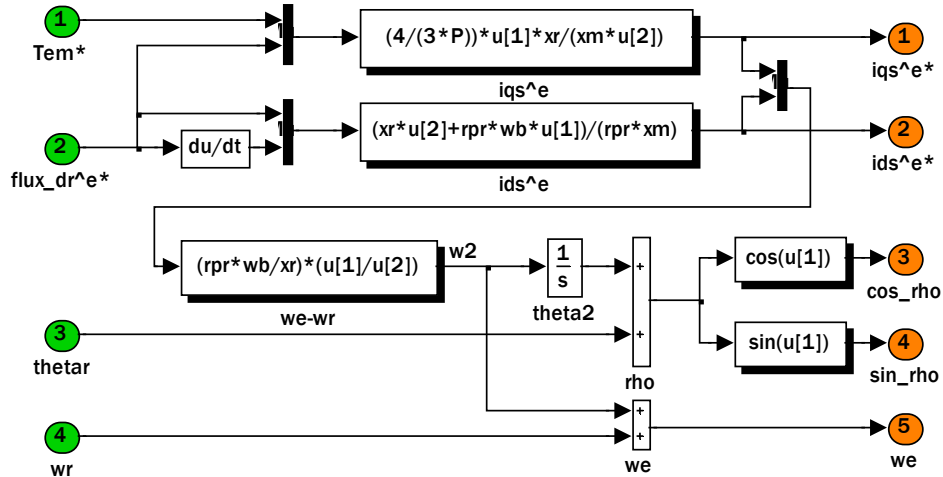 1
Tem*
(4/(3*P))*u[1]*xr/(xm*u[2])
iqs^e
1
iqs^e*
2
flux_dr^e*
du/dt
(xr*u[2]+rpr*wb*u[1])/(rpr*xm)
ids^e
2
ids^e*
(rpr*wb/xr)*(u[1]/u[2])
we-wr
w2
1
s
theta2
+
+
rho
cos(u[1])
3
cos_rho
3
thetar
sin(u[1])
4
sin_rho
4
wr
+
+
we
5
we